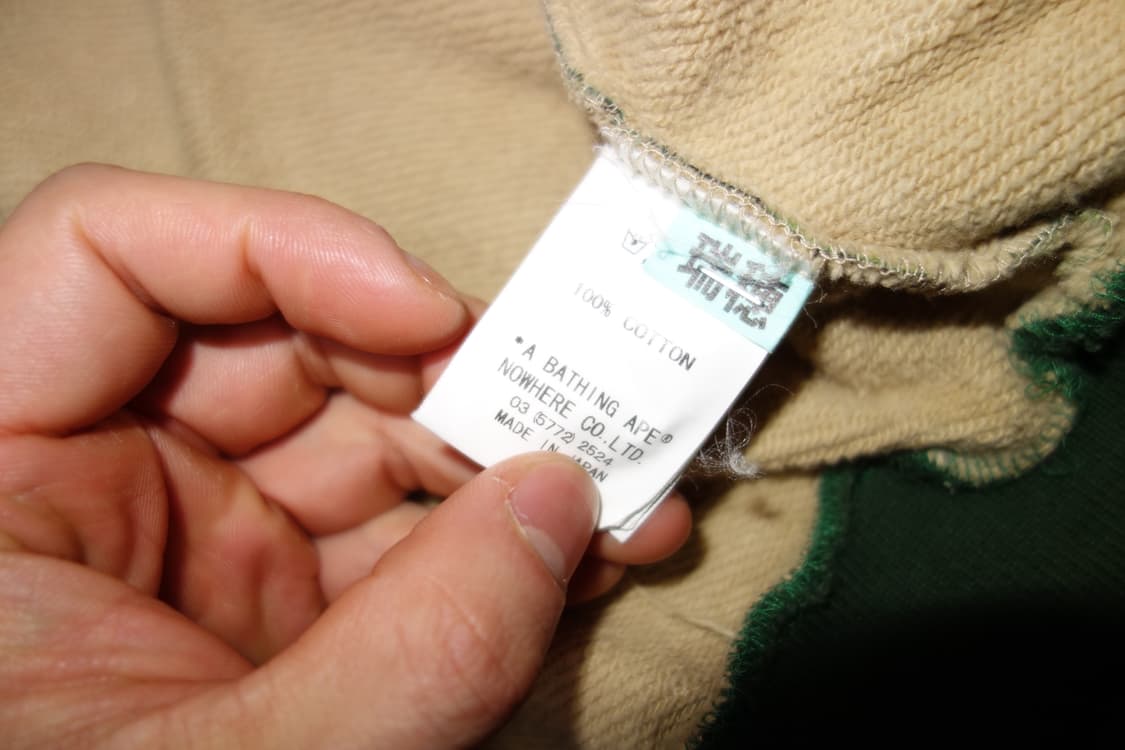 100% COTTON
•A BATHING APE®
NOWHERE CO.,LTD.
03 (5772) 2524
MADE IN JAPAN